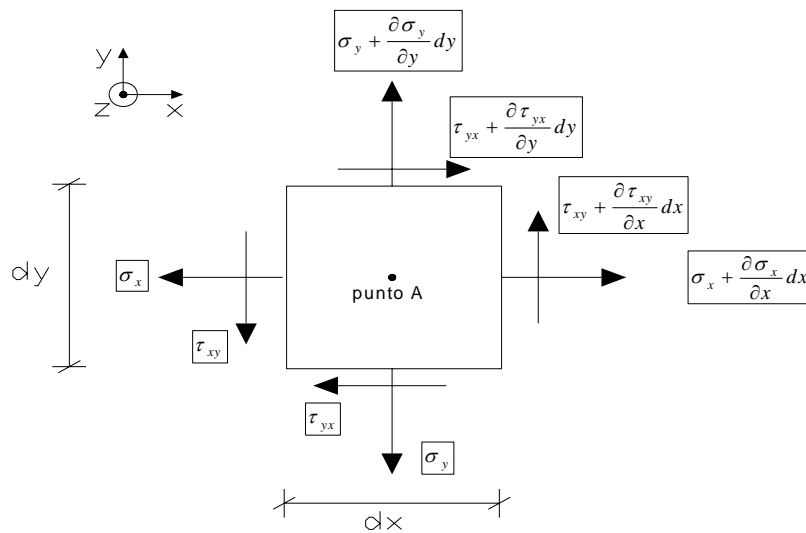 σ_y + ∂σ_y/∂y dy
y
z
x
τ_yx + ∂τ_yx/∂y dy
τ_xy + ∂τ_xy/∂x dx
dy
σ_x
punto A
σ_x + ∂σ_x/∂x dx
τ_xy
τ_yx
σ_y
dx